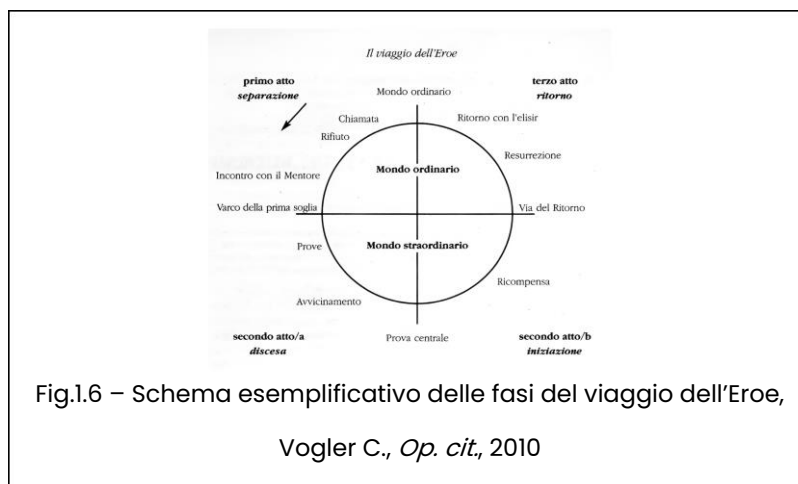 Il viaggio dell'Eroe
primo atto
separazione
terzo atto
ritorno
Mondo ordinario
Chiamata
Ritorno con l'elisir
Rifiuto
Resurrezione
Incontro con il Mentore
Mondo ordinario
Varco della prima soglia
Via del Ritorno
Prove
Mondo straordinario
Ricompensa
Avvicinamento
secondo atto/a
discesa
Prova centrale
secondo atto/b
iniziazione
Fig.1.6 – Schema esemplificativo delle fasi del viaggio dell'Eroe,
Vogler C., Op. cit., 2010